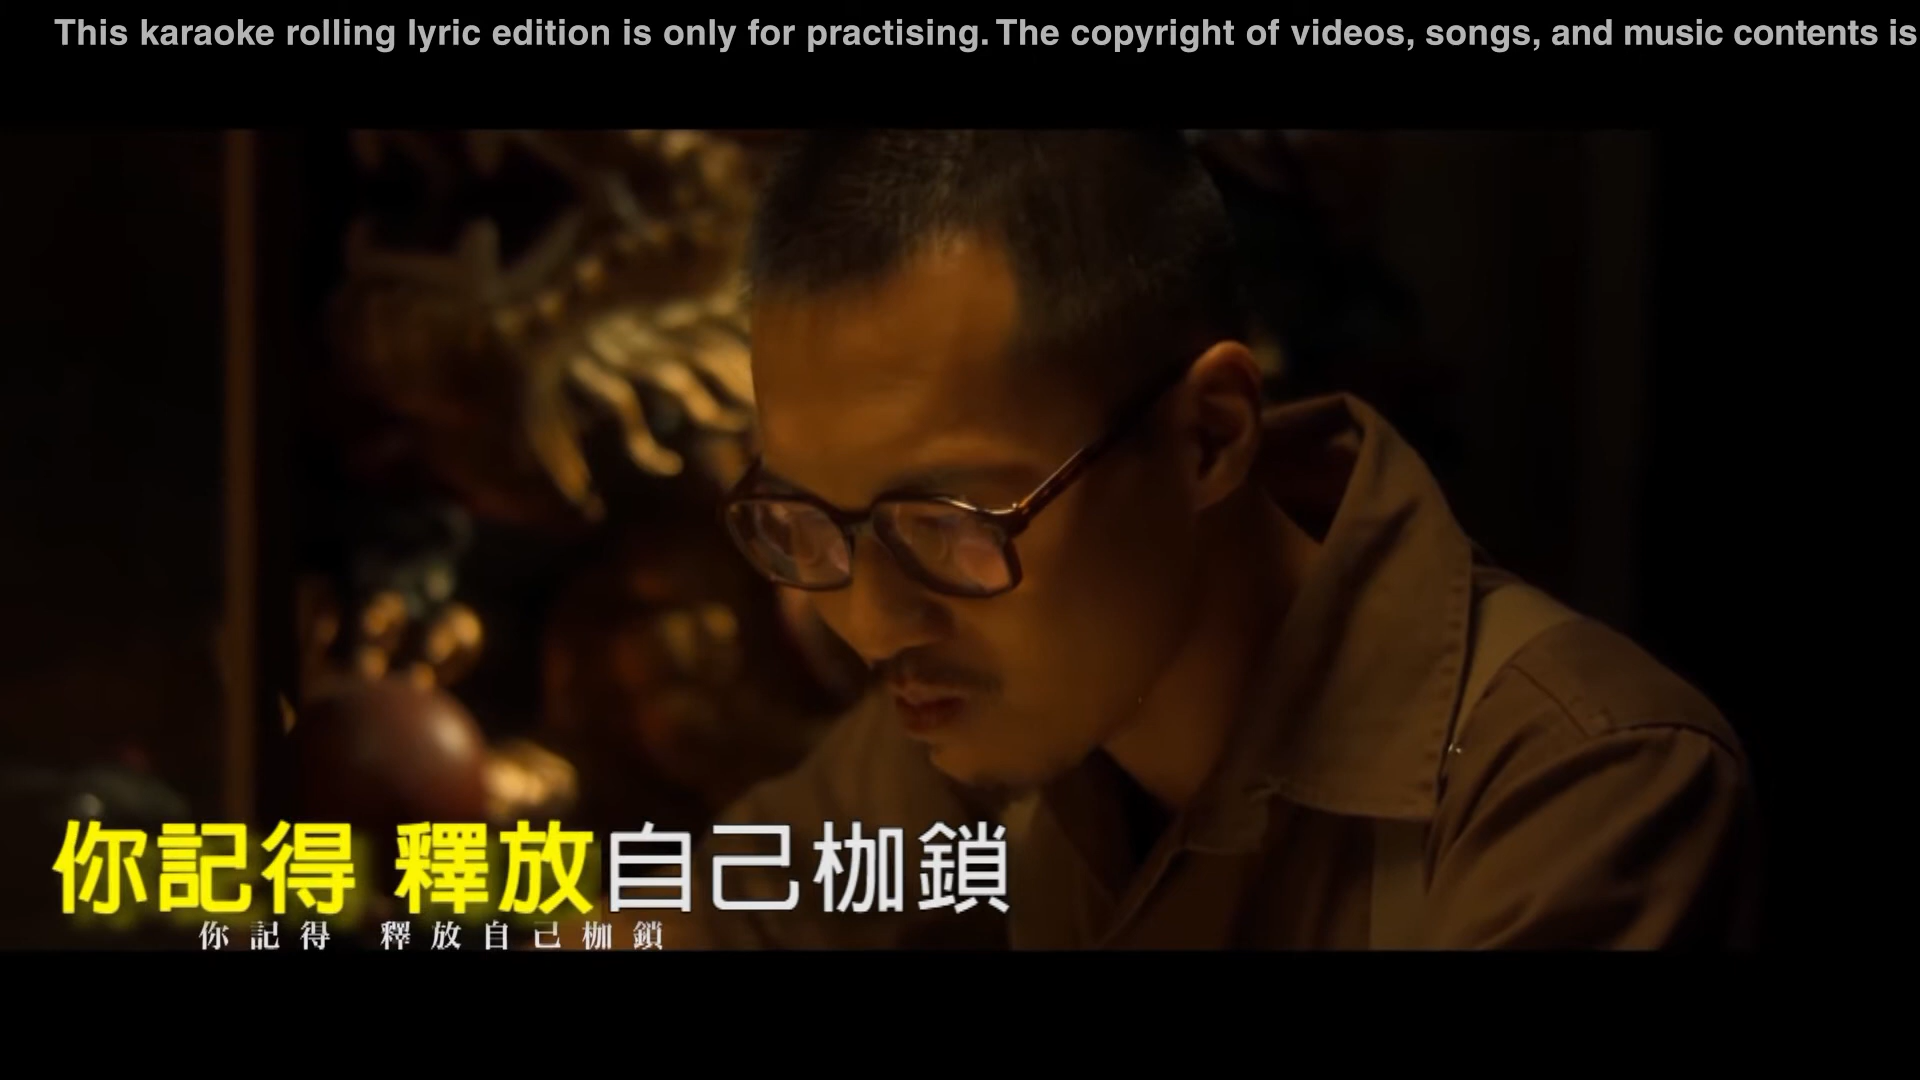 This karaoke rolling lyric edition is only for practising. The copyright of videos, songs, and music contents is
你記得 釋放自己枷鎖
你記得 釋放自己枷鎖